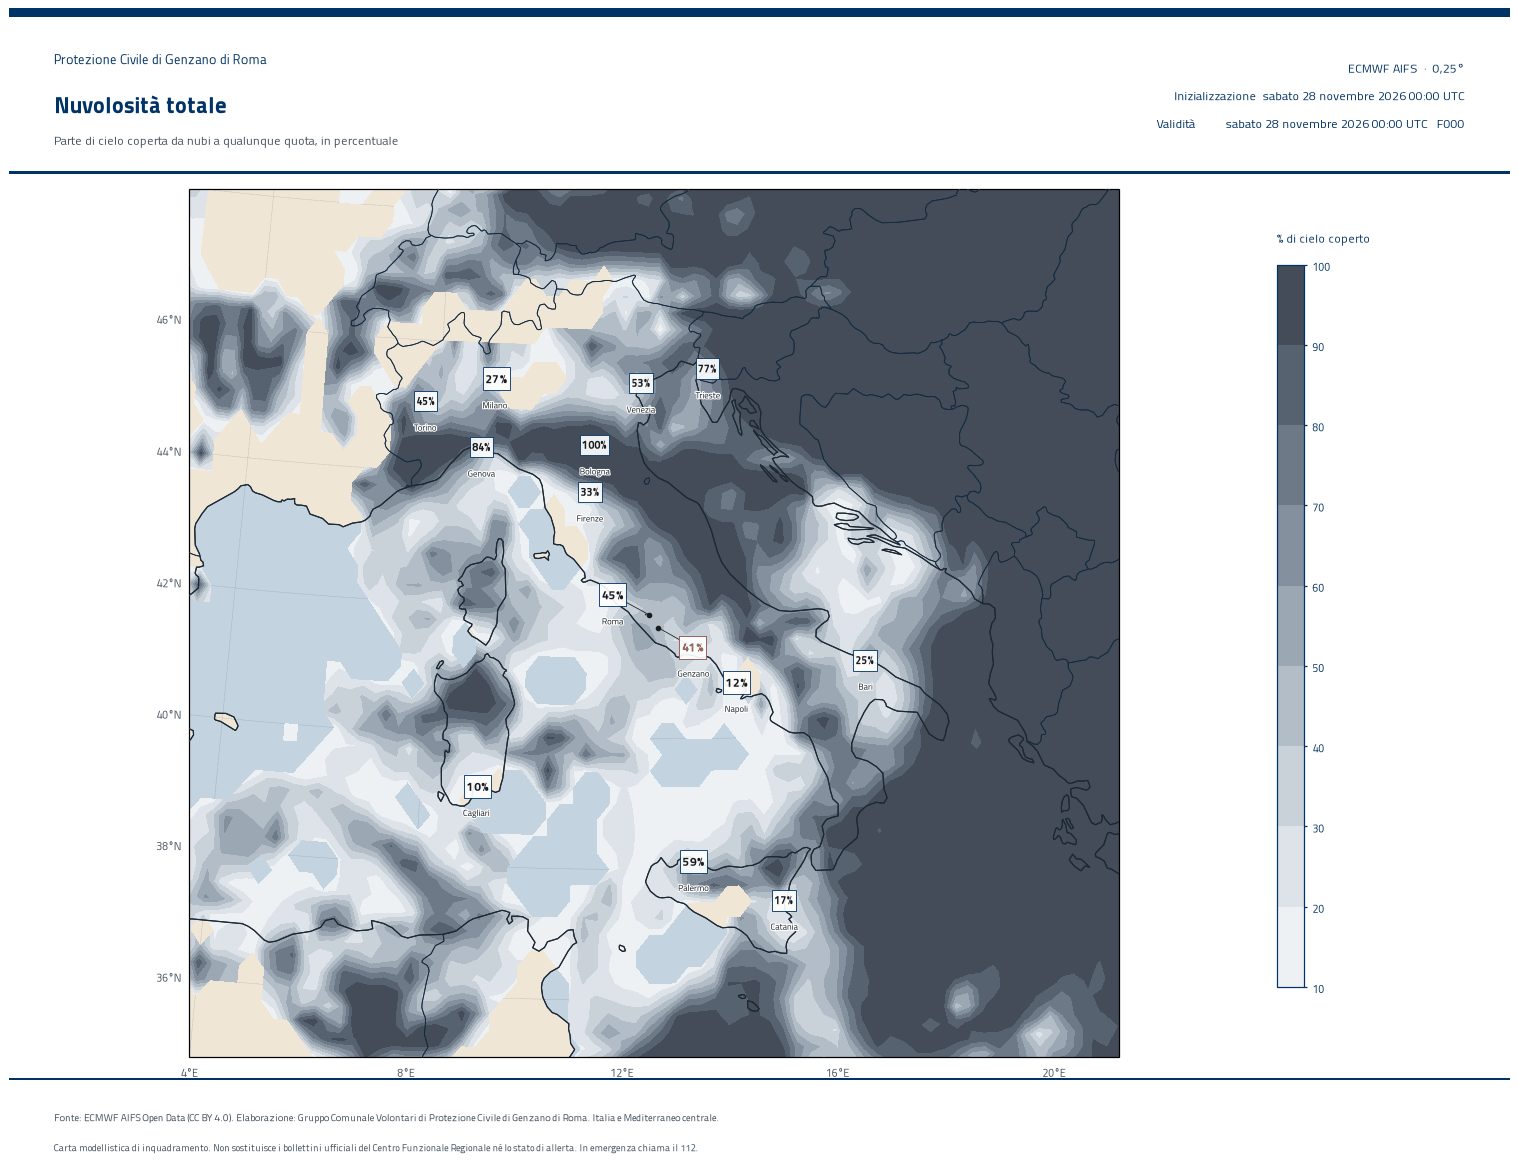 Protezione Civile di Genzano di Roma
Nuvolosità totale
Parte di cielo coperta da nubi a qualunque quota, in percentuale
ECMWF AIFS · 0,25°
Inizializzazione sabato 28 novembre 2026 00:00 UTC
Validità sabato 28 novembre 2026 00:00 UTC F000
% di cielo coperto
100
90
80
70
60
50
40
30
20
10
46°N
44°N
42°N
40°N
38°N
36°N
4°E
8°E
12°E
16°E
20°E
77%
Trieste
27%
Milano
53%
Venezia
45%
Torino
84%
Genova
100%
Bologna
33%
Firenze
45%
Roma
41%
Genzano
12%
Napoli
25%
Bari
10%
Cagliari
59%
Palermo
17%
Catania
Fonte: ECMWF AIFS Open Data (CC BY 4.0). Elaborazione: Gruppo Comunale Volontari di Protezione Civile di Genzano di Roma. Italia e Mediterraneo centrale.
Carta modellistica di inquadramento. Non sostituisce i bollettini ufficiali del Centro Funzionale Regionale né lo stato di allerta. In emergenza chiama il 112.